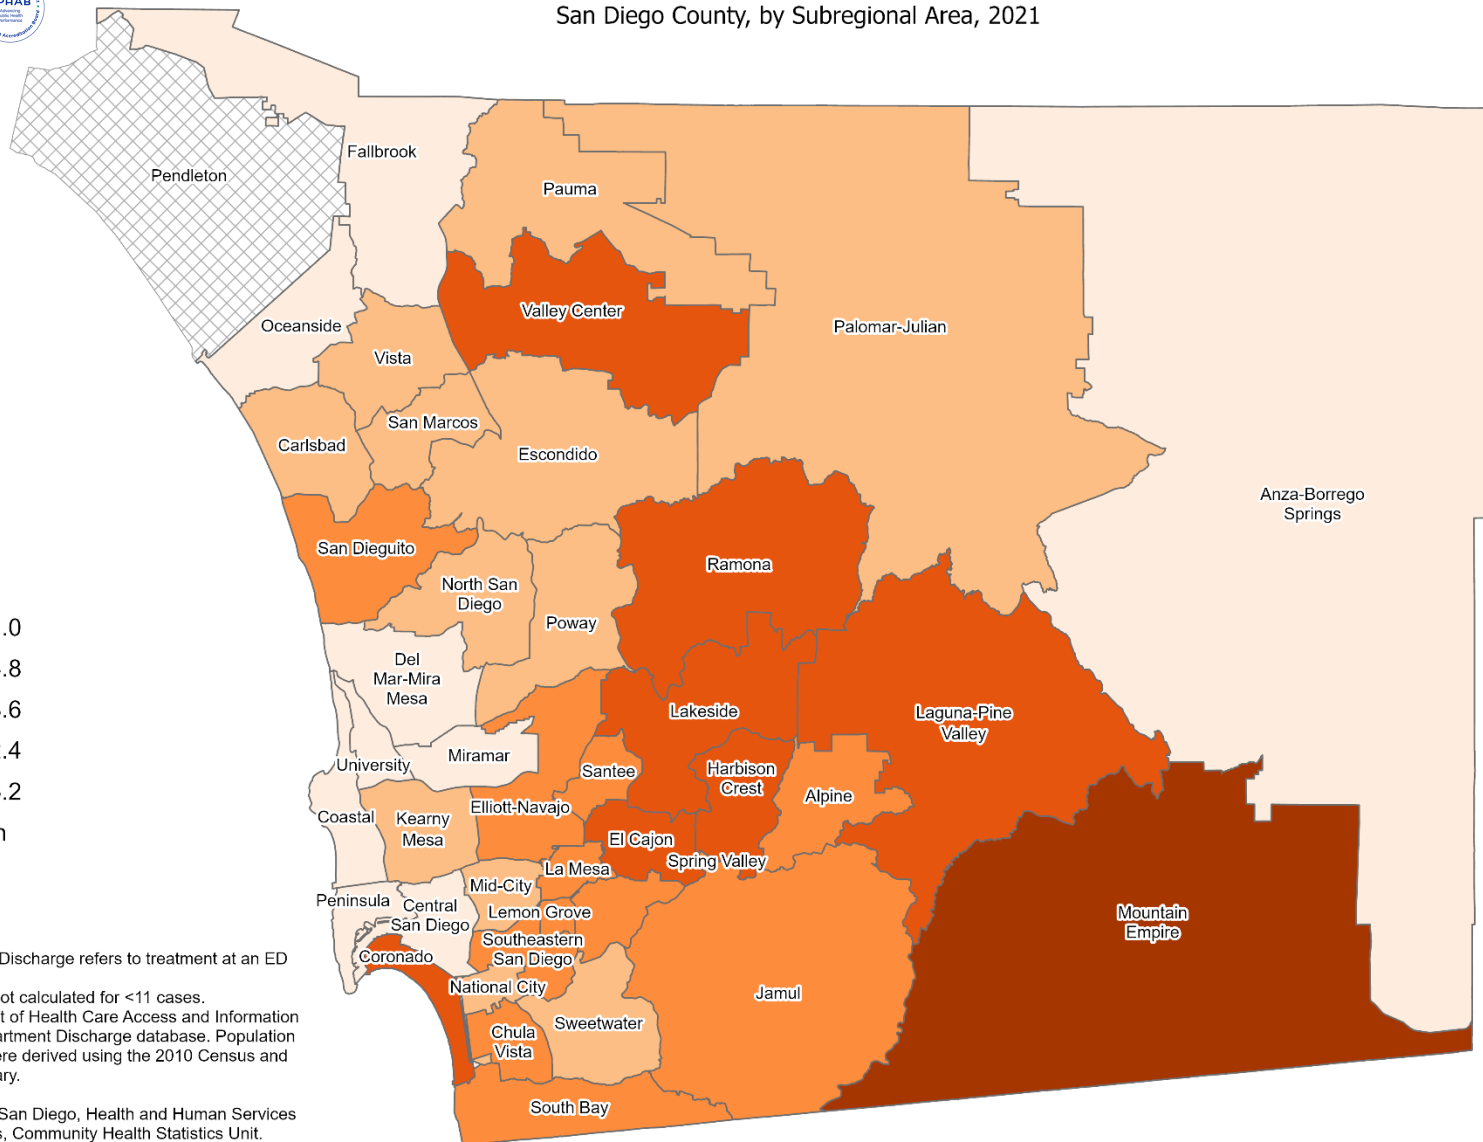 PHAB
Advancing
Public Health
Performance
San Diego County, by Subregional Area, 2021
Pendleton
Fallbrook
Pauma
Valley Center
Palomar-Julian
Oceanside
Vista
San Marcos
Carlsbad
Escondido
Anza-Borrego
Springs
San Dieguito
North San
Diego
Poway
Ramona
Del
Mar-Mira
Mesa
Lakeside
Laguna-Pine
Valley
University
Miramar
Santee
Harbison
Crest
Alpine
Coastal
Kearny
Mesa
Elliott-Navajo
El Cajon
Spring Valley
La Mesa
Mid-City
Peninsula
Central
San Diego
Lemon Grove
Southeastern
San Diego
Coronado
National City
Mountain
Empire
Jamul
Sweetwater
Chula
Vista
South Bay
.0
.8
.6
.4
.2
n
Discharge refers to treatment at an ED
ot calculated for <11 cases.
t of Health Care Access and Information
artment Discharge database. Population
ere derived using the 2010 Census and
ary.
San Diego, Health and Human Services
s, Community Health Statistics Unit.